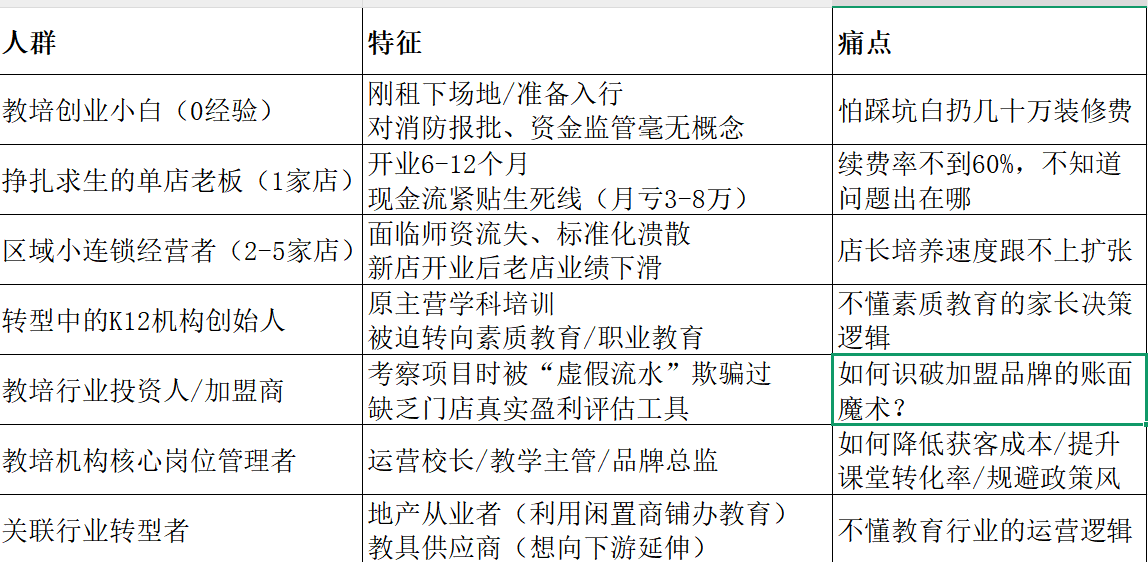 人群
特征
痛点
教培创业小白（0经验）
刚租下场地/准备入行
对消防报批、资金监管毫无概念
怕踩坑白扔几十万装修费
挣扎求生的单店老板（1家店）
开业6-12个月
现金流紧贴生死线（月亏3-8万）
续费率不到60%，不知道
问题出在哪
区域小连锁经营者（2-5家店）
面临师资流失、标准化溃散
新店开业后老店业绩下滑
店长培养速度跟不上扩张
转型中的K12机构创始人
原主营学科培训
被迫转向素质教育/职业教育
不懂素质教育的家长决策
逻辑
教培行业投资人/加盟商
考察项目时被“虚假流水”欺骗过
缺乏门店真实盈利评估工具
如何识破加盟品牌的账面
魔术？
教培机构核心岗位管理者
运营校长/教学主管/品牌总监
如何降低获客成本/提升
课堂转化率/规避政策风
关联行业转型者
地产从业者（利用闲置商铺办教育）
教具供应商（想向下游延伸）
不懂教育行业的运营逻辑